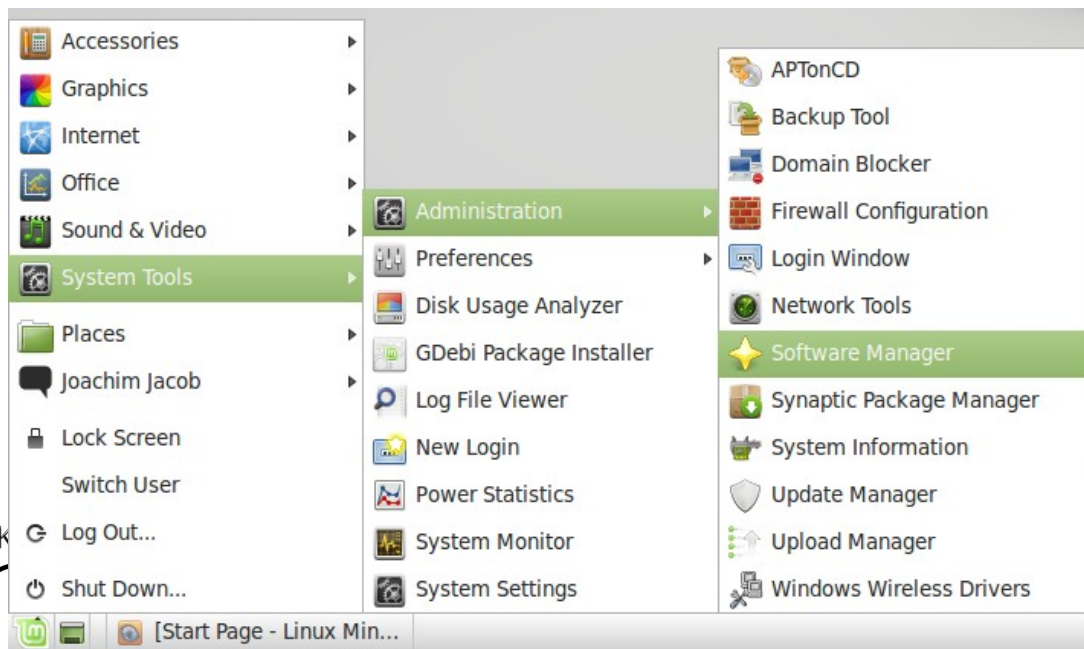 Accessories
Graphics
Internet
Office
Sound & Video
System Tools
Places
Joachim Jacob
Lock Screen
Switch User
Log Out...
Shut Down...
Administration
Preferences
Disk Usage Analyzer
GDebi Package Installer
Log File Viewer
New Login
Power Statistics
System Monitor
System Settings
APTonCD
Backup Tool
Domain Blocker
Firewall Configuration
Login Window
Network Tools
Software Manager
Synaptic Package Manager
System Information
Update Manager
Upload Manager
Windows Wireless Drivers
[Start Page - Linux Min...